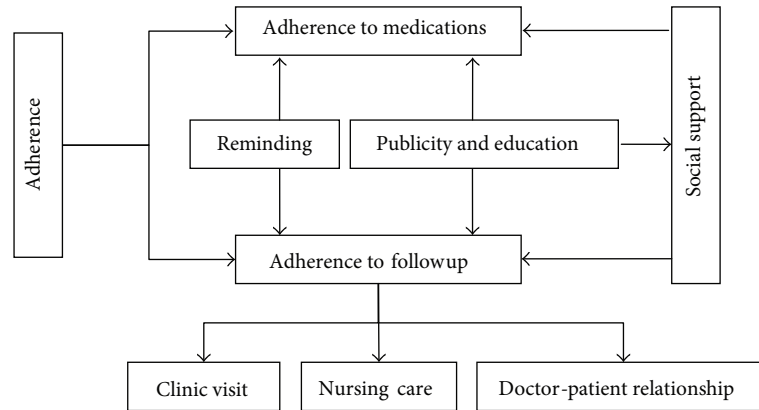 Adherence to medications
Adherence
Reminding
Publicity and education
Social support
Adherence to followup
Clinic visit
Nursing care
Doctor-patient relationship